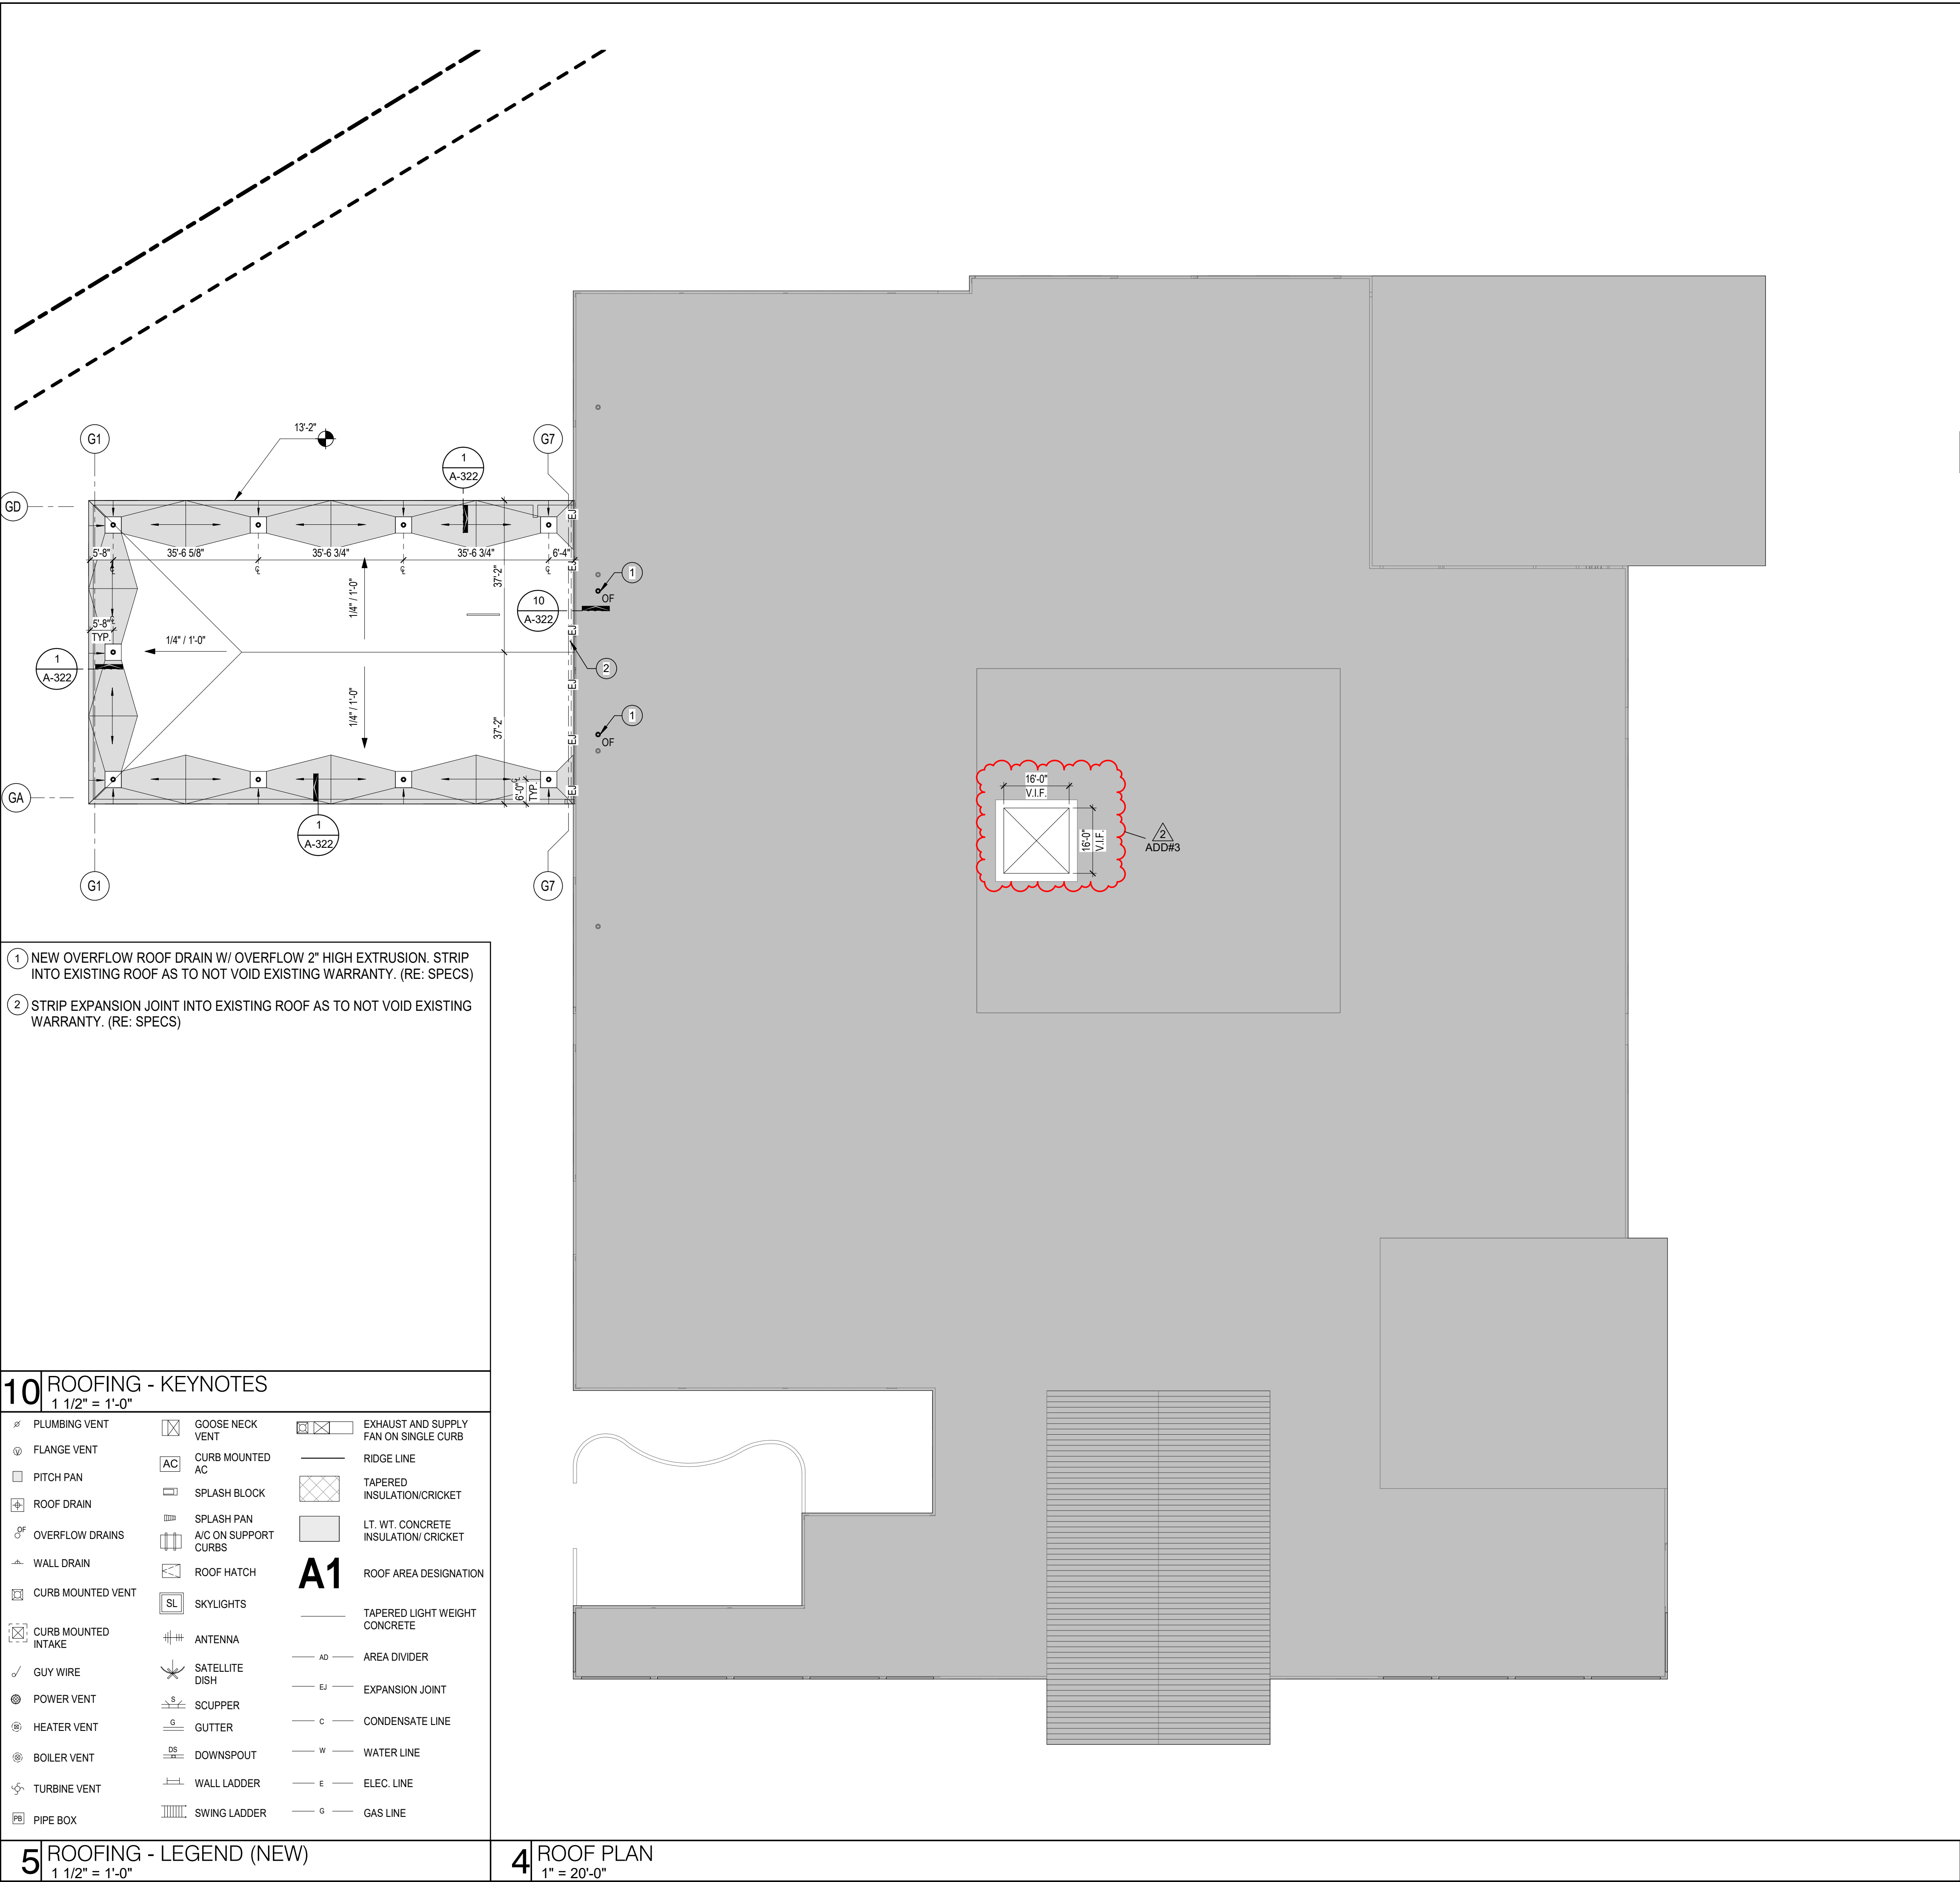 13'-2"
G1
G7
1
A-322
GD
EJ
5'-8"
35'-6 5/8"
35'-6 3/4"
35'-6 3/4"
6'-4"
℄
℄
℄
℄
EJ
37'-2"
1/4" / 1'-0"
1
OF
10
A-322
5'-8"
℄
TYP.
1/4" / 1'-0"
EJ
1
A-322
2
EJ
1/4" / 1'-0"
37'-2"
1
OF
EJ
6'-0"
℄
TYP.
EJ
GA
1
A-322
G1
G7
16'-0"
V.I.F.
16'-0"
V.I.F.
2
ADD#3
1 NEW OVERFLOW ROOF DRAIN W/ OVERFLOW 2" HIGH EXTRUSION. STRIP
INTO EXISTING ROOF AS TO NOT VOID EXISTING WARRANTY. (RE: SPECS)
2 STRIP EXPANSION JOINT INTO EXISTING ROOF AS TO NOT VOID EXISTING
WARRANTY. (RE: SPECS)
10 ROOFING - KEYNOTES
1 1/2" = 1'-0"
PLUMBING VENT
V FLANGE VENT
PITCH PAN
ROOF DRAIN
OF OVERFLOW DRAINS
WALL DRAIN
CURB MOUNTED VENT
CURB MOUNTED
INTAKE
GUY WIRE
POWER VENT
HEATER VENT
BOILER VENT
TURBINE VENT
PB PIPE BOX
GOOSE NECK
VENT
AC CURB MOUNTED
AC
SPLASH BLOCK
SPLASH PAN
A/C ON SUPPORT
CURBS
ROOF HATCH
SL SKYLIGHTS
ANTENNA
SATELLITE
DISH
S SCUPPER
G GUTTER
DS DOWNSPOUT
WALL LADDER
SWING LADDER
EXHAUST AND SUPPLY
FAN ON SINGLE CURB
RIDGE LINE
TAPERED
INSULATION/CRICKET
LT. WT. CONCRETE
INSULATION/ CRICKET
A1 ROOF AREA DESIGNATION
TAPERED LIGHT WEIGHT
CONCRETE
AD AREA DIVIDER
EJ EXPANSION JOINT
C CONDENSATE LINE
W WATER LINE
E ELEC. LINE
G GAS LINE
5 ROOFING - LEGEND (NEW)
1 1/2" = 1'-0"
4 ROOF PLAN
1" = 20'-0"